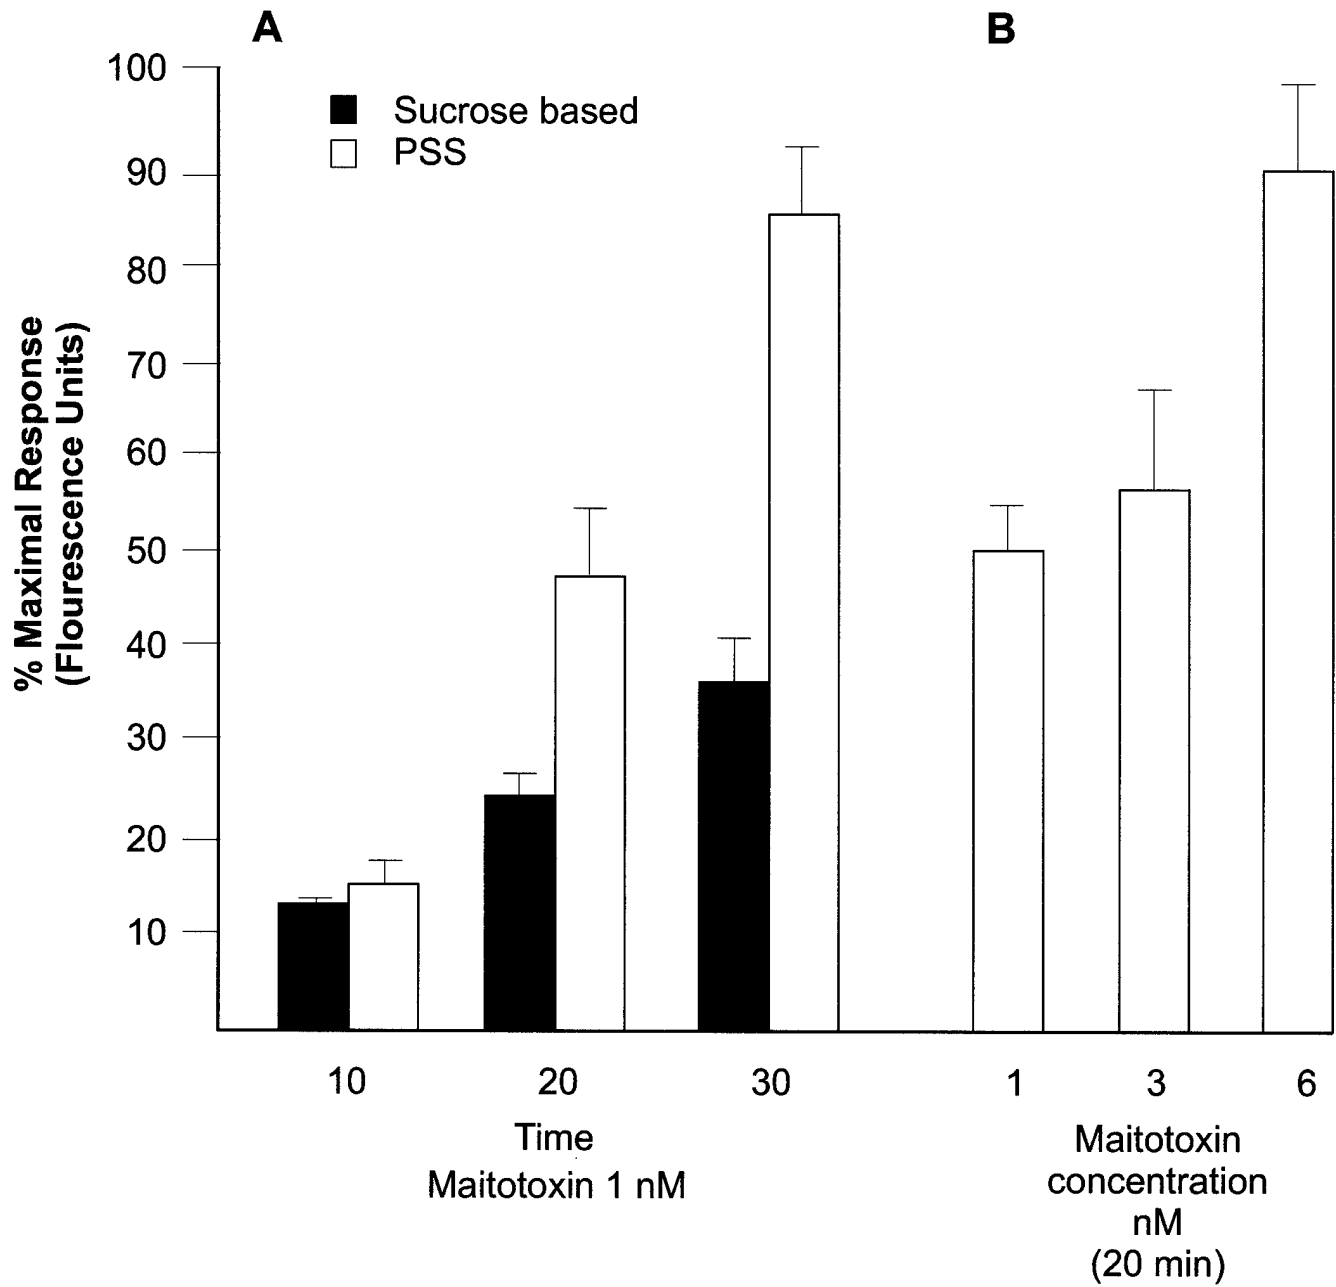 A
B
100
90
80
70
60
50
40
30
20
10
% Maximal Response
(Flourescence Units)
Sucrose based
PSS
10 20 30
1 3 6
Time
Maitotoxin 1 nM
Maitotoxin
concentration
nM
(20 min)